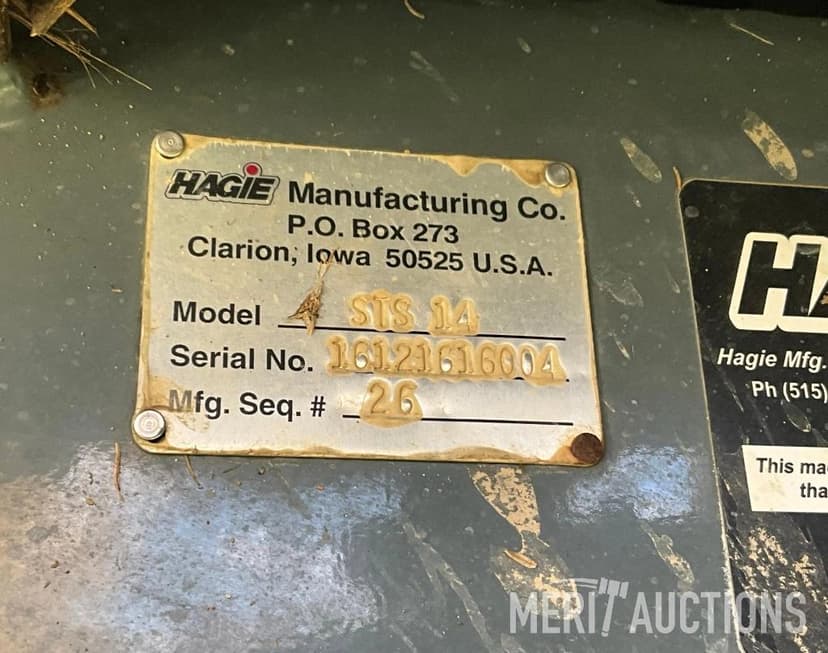 HAGIE Manufacturing Co.
P.O. Box 273
Clarion, Iowa 50525 U.S.A.
Model STS 14
Serial No. 16121616004
Mfg. Seq. # 26
Hagie Mfg.
Ph (515)
This ma
tha
MERIT AUCTIONS